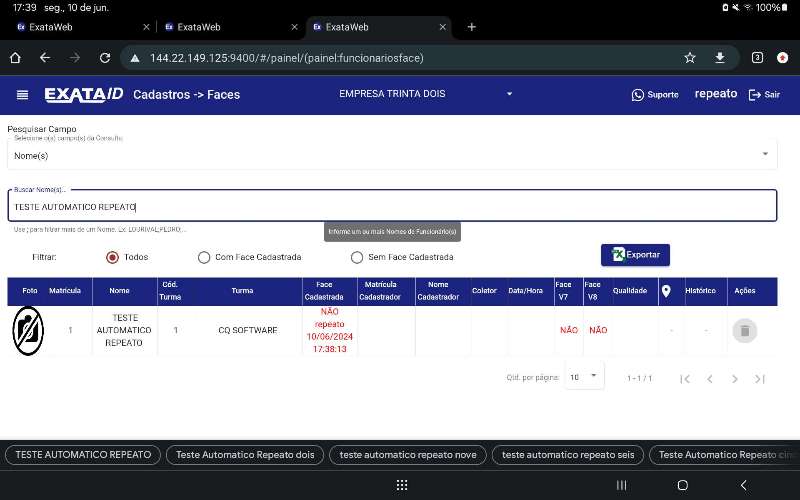 17:39 seg., 10 de jun. 100%
ExataWeb ExataWeb ExataWeb
144.22.149.125:9400/#/painel/(painel:funcionariosface) 3
EXATAID Cadastros -> Faces EMPRESA TRINTA DOIS Suporte repeato Sair
Pesquisar Campo
Selecione o(s) campo(s) da Consulta
Nome(s)
Buscar Nome(s)...
TESTE AUTOMATICO REPEATO
Use ; para filtrar mais de um Nome. Ex: LOURIVAL;PEDRO;...
Informe um ou mais Nomes de Funcionário(s)
Filtrar: Todos Com Face Cadastrada Sem Face Cadastrada Exportar
Foto Matrícula Nome Cód. Turma Turma Face Cadastrada Matrícula Cadastrador Nome Cadastrador Coletor Data/Hora Face V7 Face V8 Qualidade Histórico Ações
1 TESTE AUTOMATICO REPEATO 1 CQ SOFTWARE NÃO repeato 10/06/2024 17:38:13 NÃO NÃO - -
Qtd. por página: 10 1 - 1 / 1
TESTE AUTOMATICO REPEATO Teste Automatico Repeato dois teste automatico repeato nove teste automatico repeato seis Teste Automatico Repeato cinc